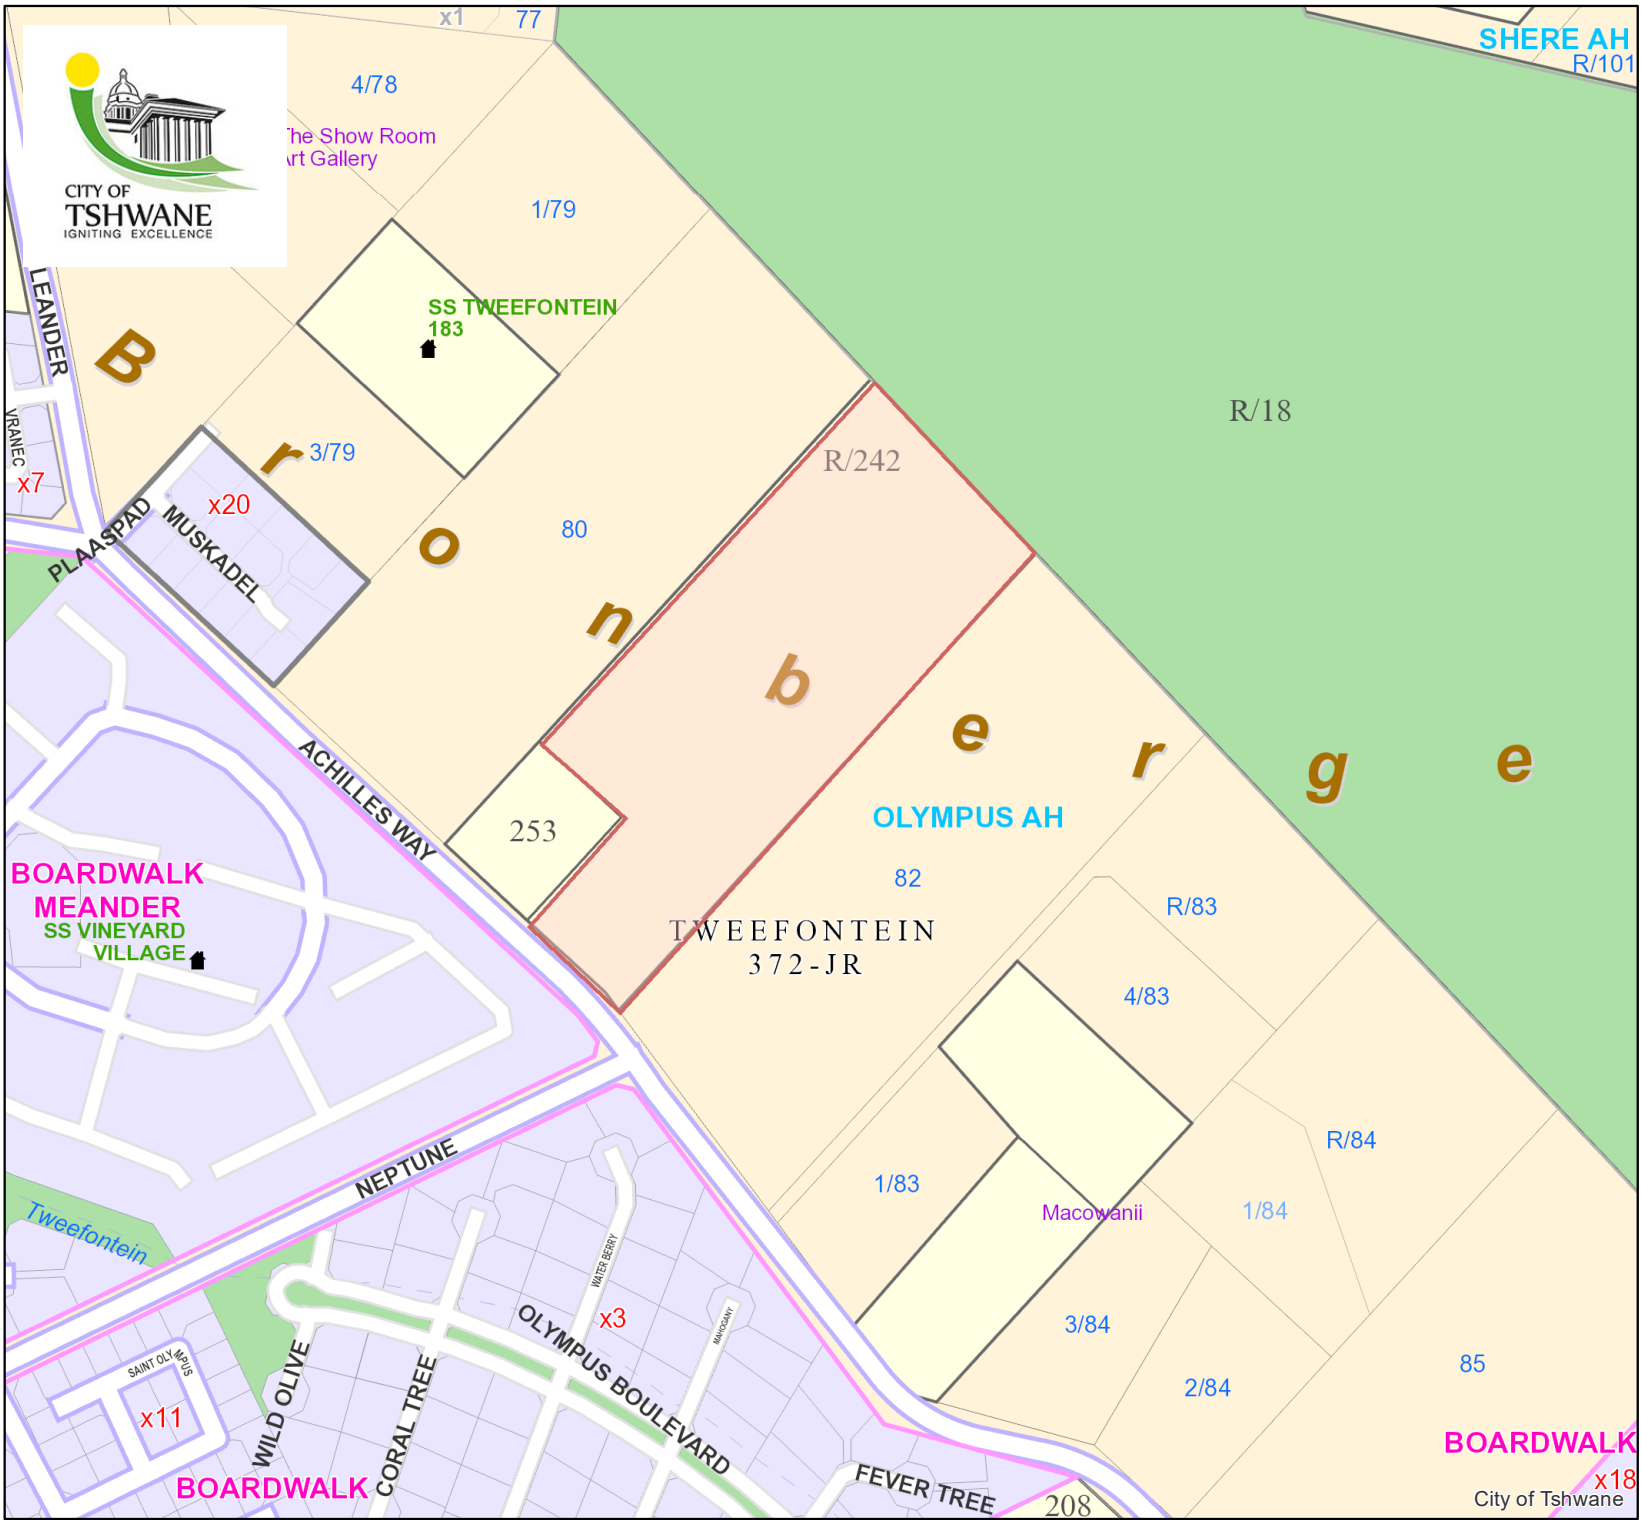 x1
77
SHERE AH
R/101
4/78
The Show Room
Art Gallery
CITY OF
TSHWANE
IGNITING EXCELLENCE
1/79
LEANDER
SS TWEEFONTEIN
183
B r o n b e r g e
R/18
VRANEC
x7
3/79
R/242
x20
PLAASPAD
MUSKADEL
80
ACHILLES WAY
253
OLYMPUS AH
82
BOARDWALK
MEANDER
SS VINEYARD
VILLAGE
TWEEFONTEIN
372-JR
R/83
4/83
NEPTUNE
1/83
R/84
Macowanii
1/84
Tweefontein
WATER BERRY
x3
MAHOGANY
3/84
OLYMPUS BOULEVARD
SAINT OLYMPUS
WILD OLIVE
CORAL TREE
x11
85
2/84
BOARDWALK
BOARDWALK
x18
FEVER TREE
208
City of Tshwane